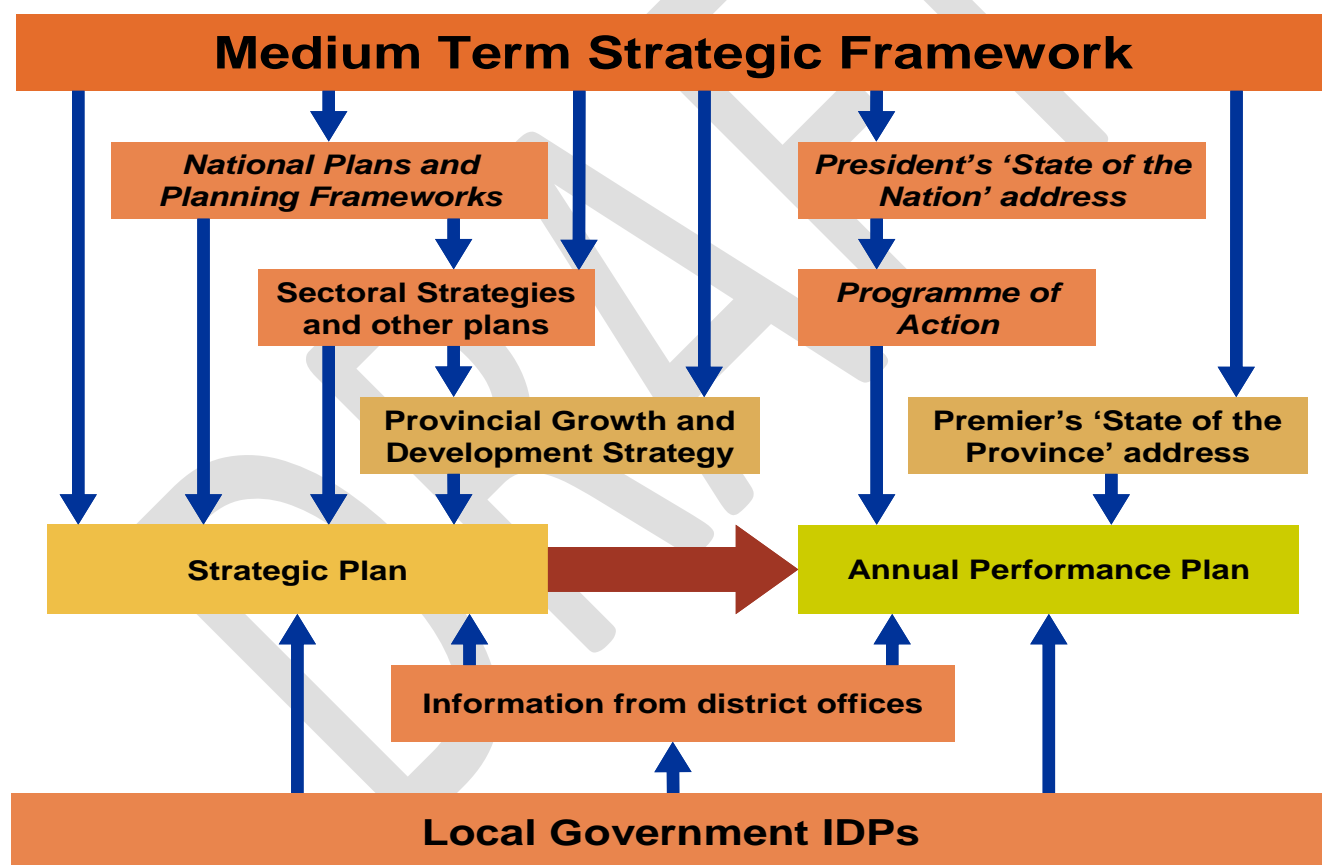 Medium Term Strategic Framework
National Plans and
Planning Frameworks
President’s ‘State of the
Nation’ address
Sectoral Strategies
and other plans
Programme of
Action
Provincial Growth and
Development Strategy
Premier’s ‘State of the
Province’ address
Strategic Plan
Annual Performance Plan
Information from district offices
Local Government IDPs
DRAFT